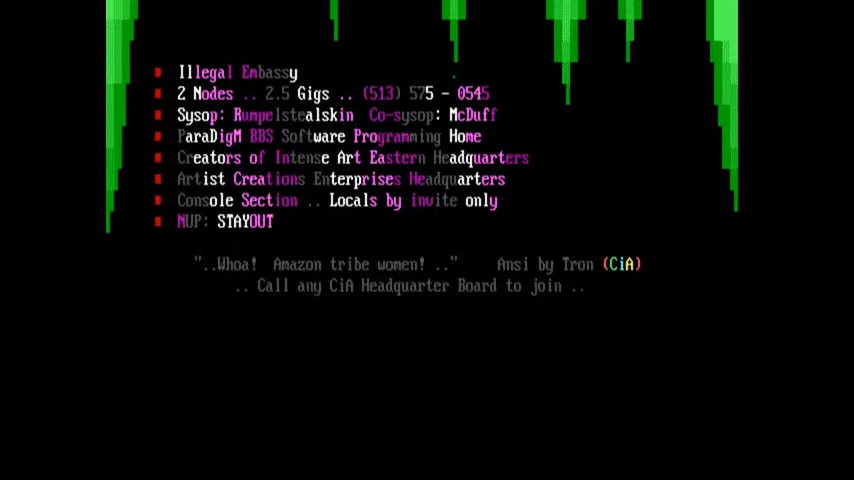 Illegal Embassy
2 Nodes .. 2.5 Gigs .. (513) 575 - 0545
Sysop: Rumpelstealskin Co-sysop: McDuff
ParaDigM BBS Software Programming Home
Creators of Intense Art Eastern Headquarters
Artist Creations Enterprises Headquarters
Console Section .. Locals by invite only
NUP: STAYOUT
"..Whoa! Amazon tribe women! .." Ansi by Tron (CiA)
.. Call any CiA Headquarter Board to join ..